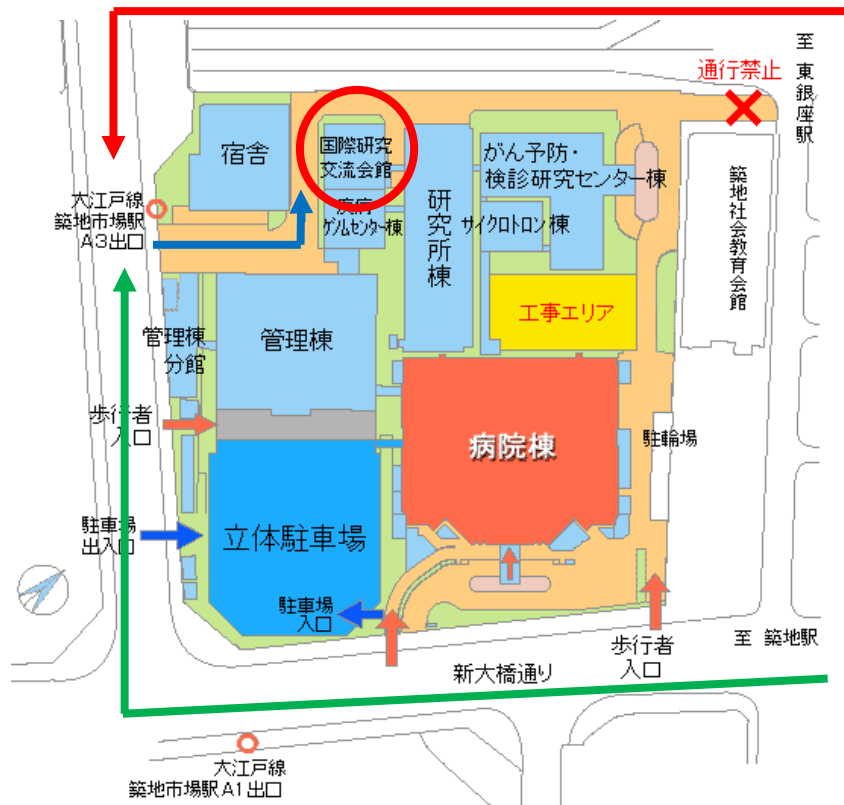 至
東銀座駅
通行禁止
宿舎
国際研究
交流会館
がん予防・
検診研究センター棟
研究所棟
築地社会教育会館
大江戸線
築地市場駅
A3出口
ゲノムセンター棟
サイクロトロン棟
工事エリア
管理棟
分館
管理棟
歩行者
入口
病院棟
駐輪場
駐車場
出入口
立体駐車場
駐車場
入口
歩行者
入口
至 築地駅
新大橋通り
大江戸線
築地市場駅A1出口